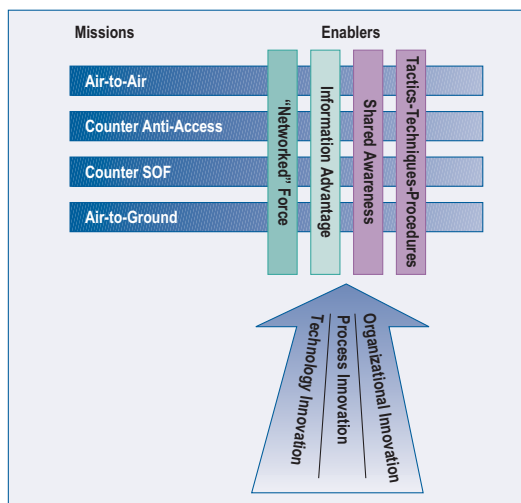 Missions
Enablers
Air-to-Air
Counter Anti-Access
Counter SOF
Air-to-Ground
“Networked” Force
Information Advantage
Shared Awareness
Tactics-Techniques-Procedures
Technology Innovation
Process Innovation
Organizational Innovation